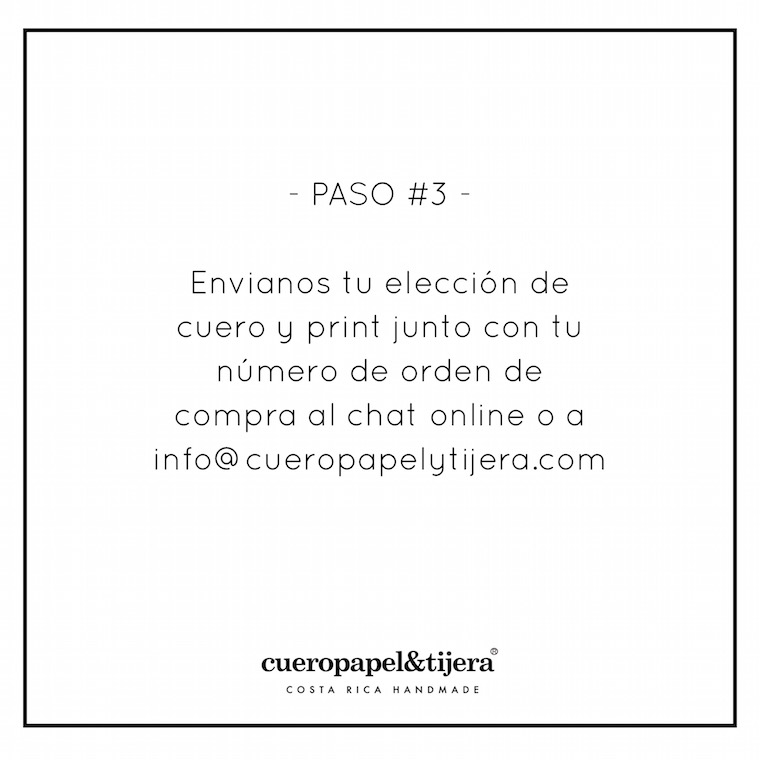 - PASO #3 -
Envianos tu elección de
cuero y print junto con tu
número de orden de
compra al chat online o a
info@cueropapelytijera.com
cueropapel&tijera®
COSTA RICA HANDMADE